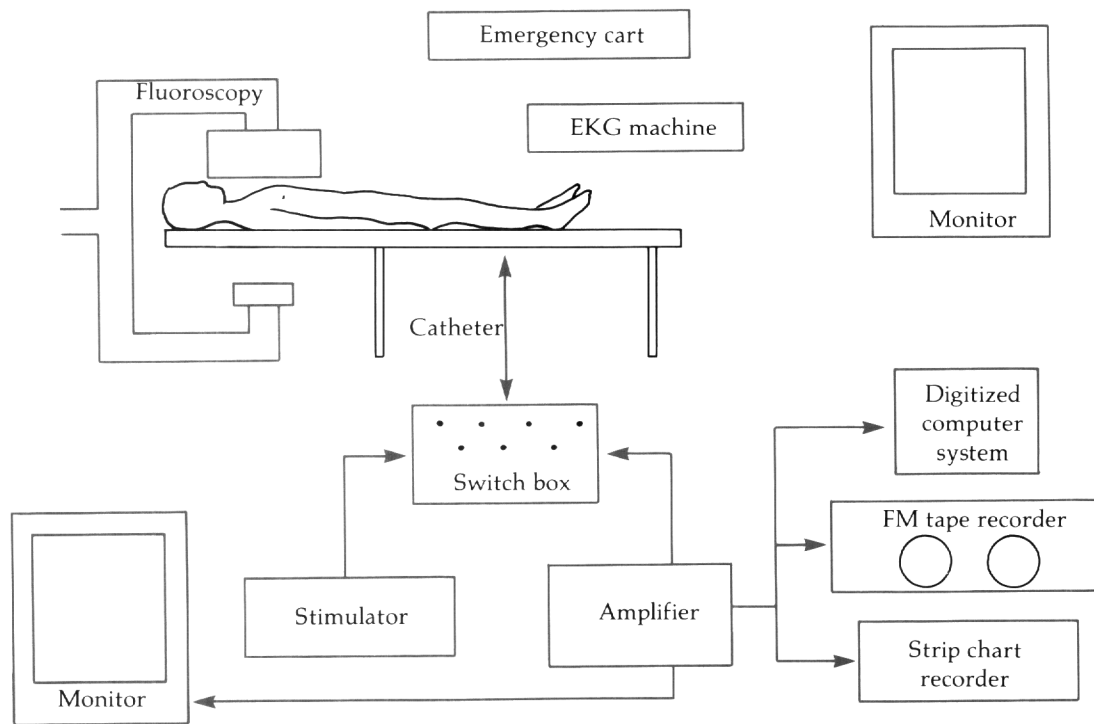 Emergency cart
Fluoroscopy
EKG machine
Monitor
Catheter
Digitized
computer
system
Switch box
FM tape recorder
Stimulator
Amplifier
Strip chart
recorder
Monitor